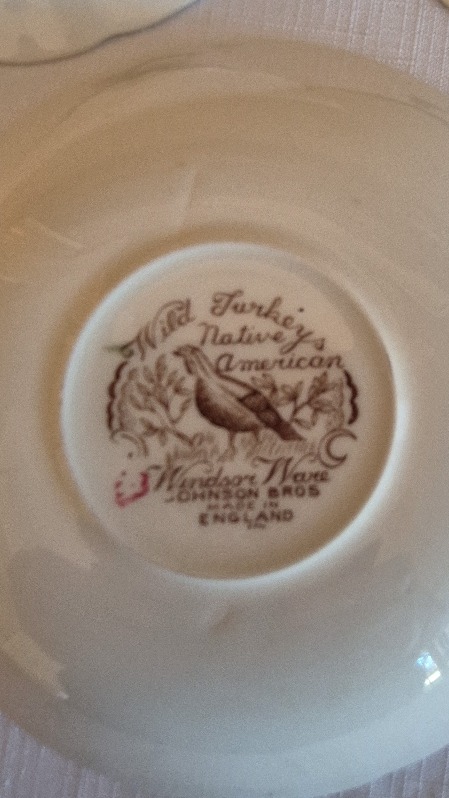 Wild Turkeys
Native
American
Windsor Ware
JOHNSON BROS
MADE IN
ENGLAND